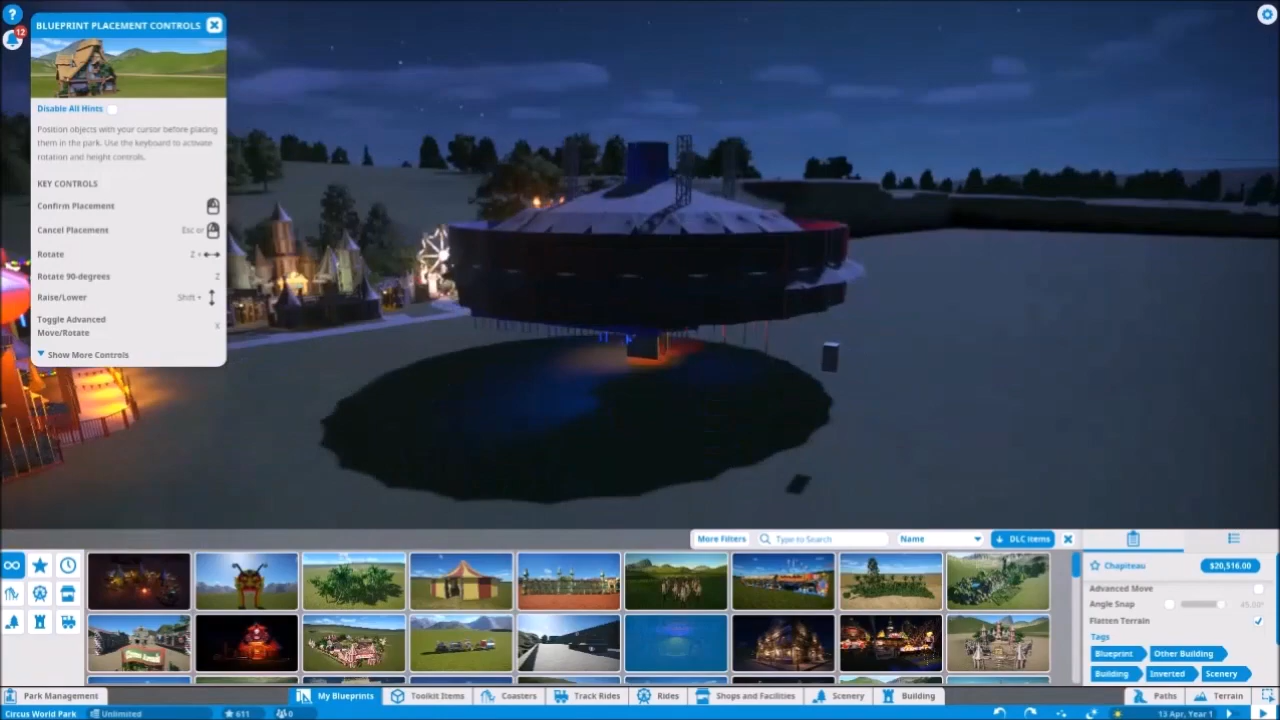 ?
12
BLUEPRINT PLACEMENT CONTROLS
Disable All Hints
Position objects with your cursor before placing
them in the park. Use the keyboard to activate
rotation and height controls.
KEY CONTROLS
Confirm Placement
Cancel Placement Esc or
Rotate Z +
Rotate 90-degrees Z
Raise/Lower Shift +
Toggle Advanced
Move/Rotate X
Show More Controls
More Filters
Type to Search
Name
DLC Items
Chapiteau $20,516.00
Advanced Move
Angle Snap 45.00°
Flatten Terrain
Tags
Blueprint Other Building
Building Inverted Scenery
Park Management
My Blueprints
Toolkit Items
Coasters
Track Rides
Rides
Shops and Facilities
Scenery
Building
Paths
Terrain
Circus World Park
Unlimited
611
0
13 Apr, Year 1